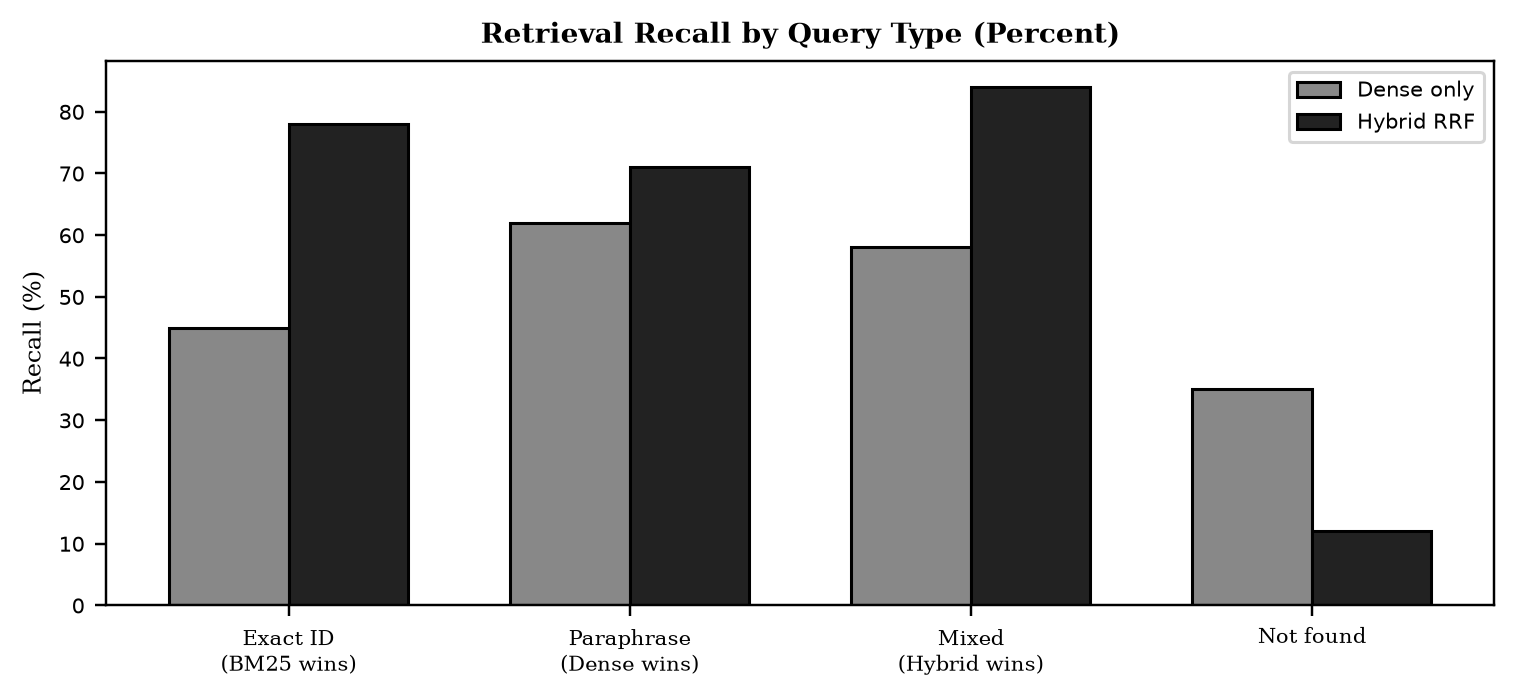 Retrieval Recall by Query Type (Percent)
Dense only
Hybrid RRF
Recall (%)
80
70
60
50
40
30
20
10
0
Exact ID
(BM25 wins)
Paraphrase
(Dense wins)
Mixed
(Hybrid wins)
Not found